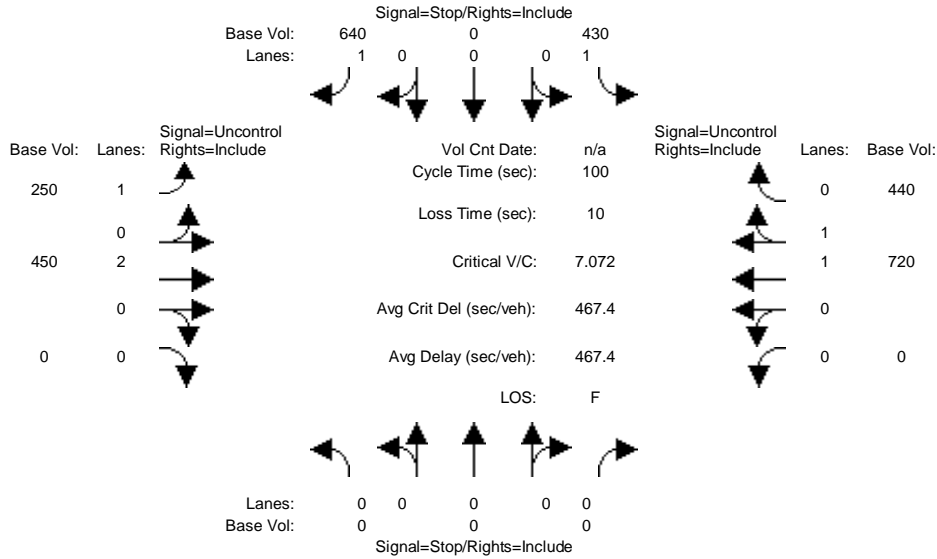 Signal=Stop/Rights=Include
Base Vol: 640 0 430
Lanes: 1 0 0 0 1
Signal=Uncontrol
Rights=Include
Signal=Uncontrol
Rights=Include
Base Vol: Lanes:
Vol Cnt Date: n/a
Lanes: Base Vol:
Cycle Time (sec): 100
250 1
0 440
Loss Time (sec): 10
0
1
450 2
Critical V/C: 7.072
1 720
0
Avg Crit Del (sec/veh): 467.4
0
0 0
Avg Delay (sec/veh): 467.4
0 0
LOS: F
Lanes: 0 0 0 0 0
Base Vol: 0 0 0
Signal=Stop/Rights=Include